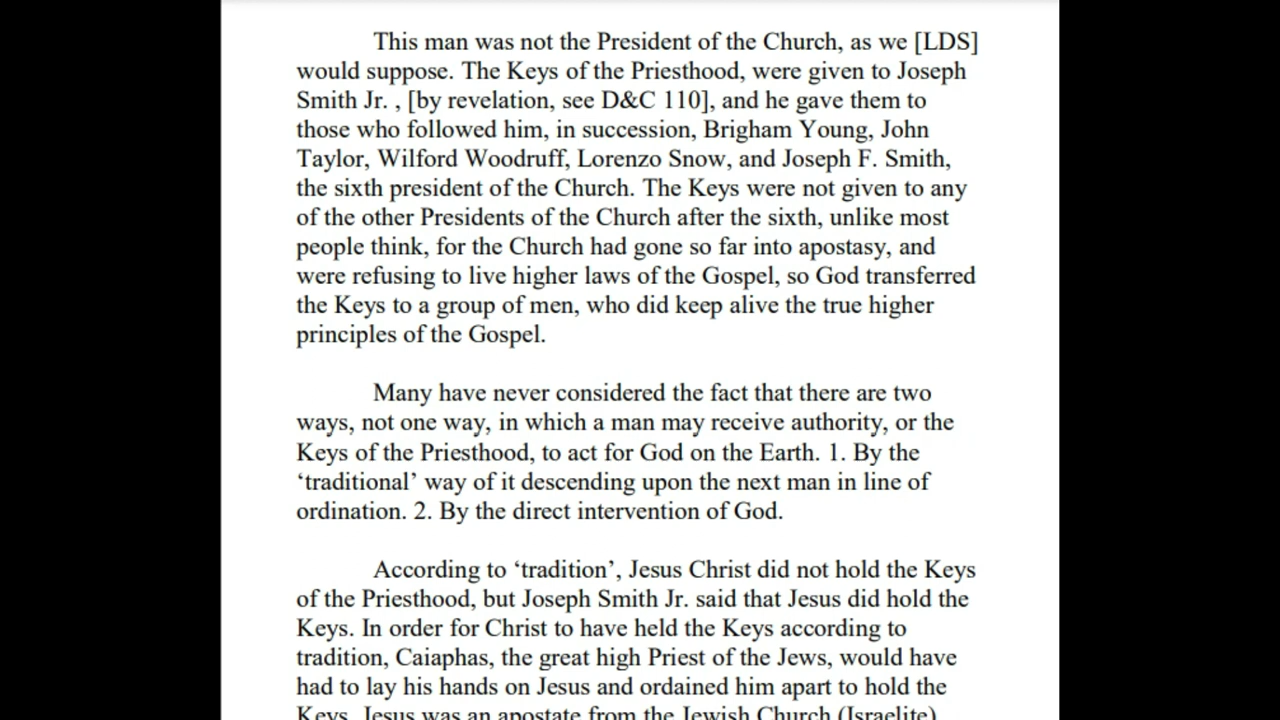 This man was not the President of the Church, as we [LDS]
would suppose. The Keys of the Priesthood, were given to Joseph
Smith Jr. , [by revelation, see D&C 110], and he gave them to
those who followed him, in succession, Brigham Young, John
Taylor, Wilford Woodruff, Lorenzo Snow, and Joseph F. Smith,
the sixth president of the Church. The Keys were not given to any
of the other Presidents of the Church after the sixth, unlike most
people think, for the Church had gone so far into apostasy, and
were refusing to live higher laws of the Gospel, so God transferred
the Keys to a group of men, who did keep alive the true higher
principles of the Gospel.
Many have never considered the fact that there are two
ways, not one way, in which a man may receive authority, or the
Keys of the Priesthood, to act for God on the Earth. 1. By the
‘traditional’ way of it descending upon the next man in line of
ordination. 2. By the direct intervention of God.
According to ‘tradition’, Jesus Christ did not hold the Keys
of the Priesthood, but Joseph Smith Jr. said that Jesus did hold the
Keys. In order for Christ to have held the Keys according to
tradition, Caiaphas, the great high Priest of the Jews, would have
had to lay his hands on Jesus and ordained him apart to hold the
Keys. Jesus was an apostate from the Jewish Church (Israelite)